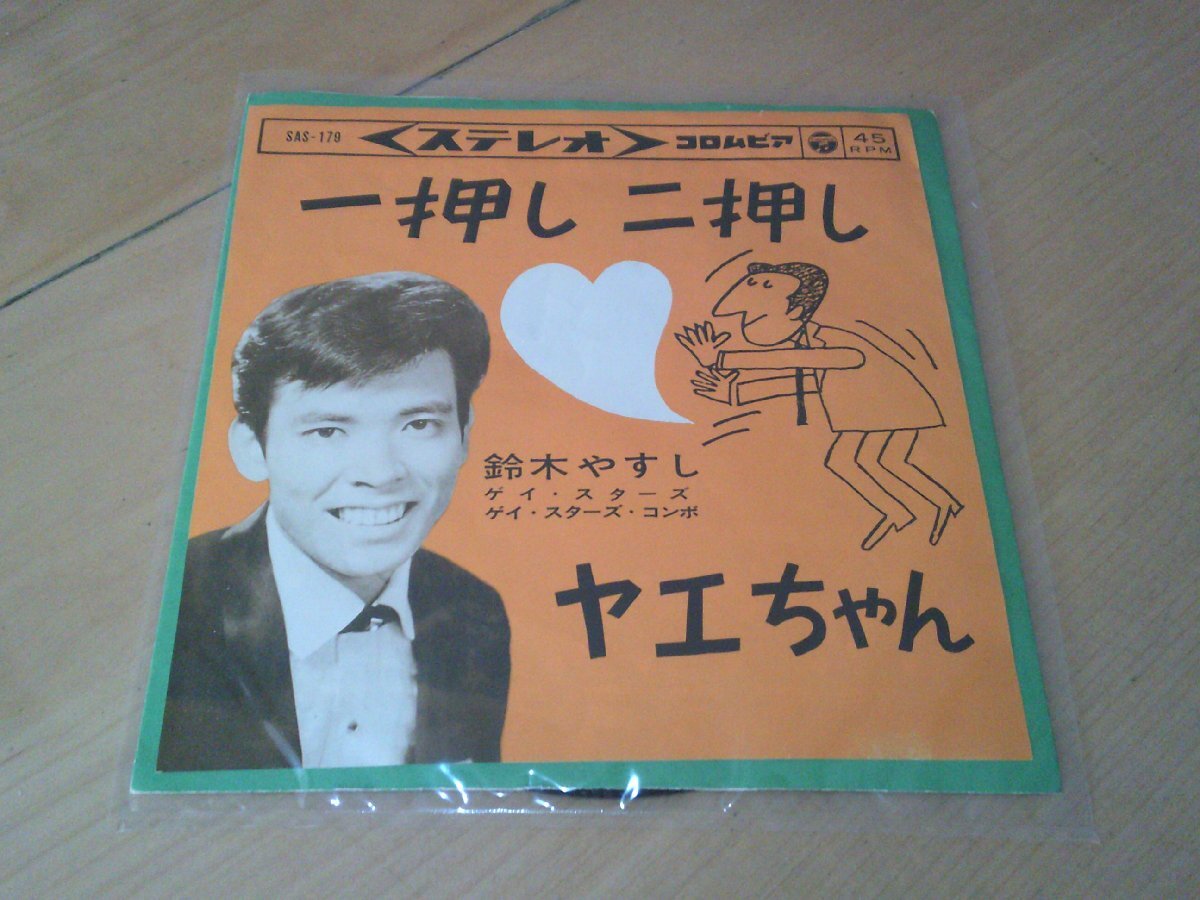 SAS-179 <ステレオ> コロムビア 45 RPM
一押し 二押し
鈴木やすし
ゲイ・スターズ
ゲイ・スターズ・コンボ
ヤエちゃん